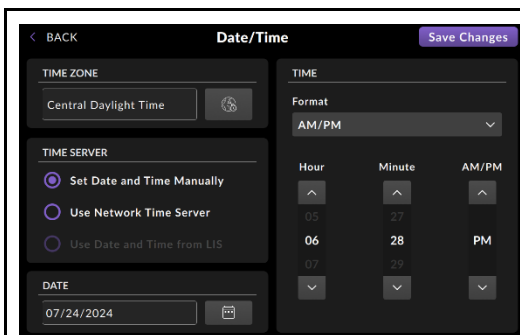 BACK
Date/Time
Save Changes
TIME ZONE
Central Daylight Time
TIME SERVER
Set Date and Time Manually
Use Network Time Server
Use Date and Time from LIS
DATE
07/24/2024
TIME
Format
AM/PM
Hour Minute AM/PM
05 27
06 28 PM
07 29